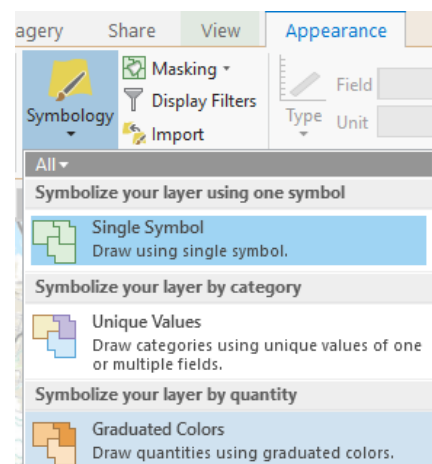 agery Share View Appearance
Masking
Display Filters
Import
Symbology
Type
Field
Unit
All
Symbolize your layer using one symbol
Single Symbol
Draw using single symbol.
Symbolize your layer by category
Unique Values
Draw categories using unique values of one
or multiple fields.
Symbolize your layer by quantity
Graduated Colors
Draw quantities using graduated colors.